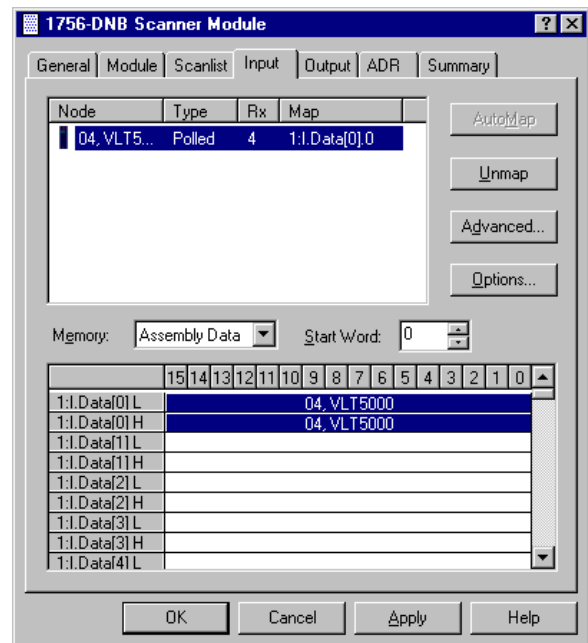 1756-DNB Scanner Module
General Module Scanlist Input Output ADR Summary
Node Type Rx Map
04, VLT5... Polled 4 1:I.Data[0].0
AutoMap
Unmap
Advanced...
Options...
Memory: Assembly Data Start Word: 0
15 14 13 12 11 10 9 8 7 6 5 4 3 2 1 0
1:I.Data[0] L 04, VLT5000
1:I.Data[0] H 04, VLT5000
1:I.Data[1] L
1:I.Data[1] H
1:I.Data[2] L
1:I.Data[2] H
1:I.Data[3] L
1:I.Data[3] H
1:I.Data[4] L
OK Cancel Apply Help